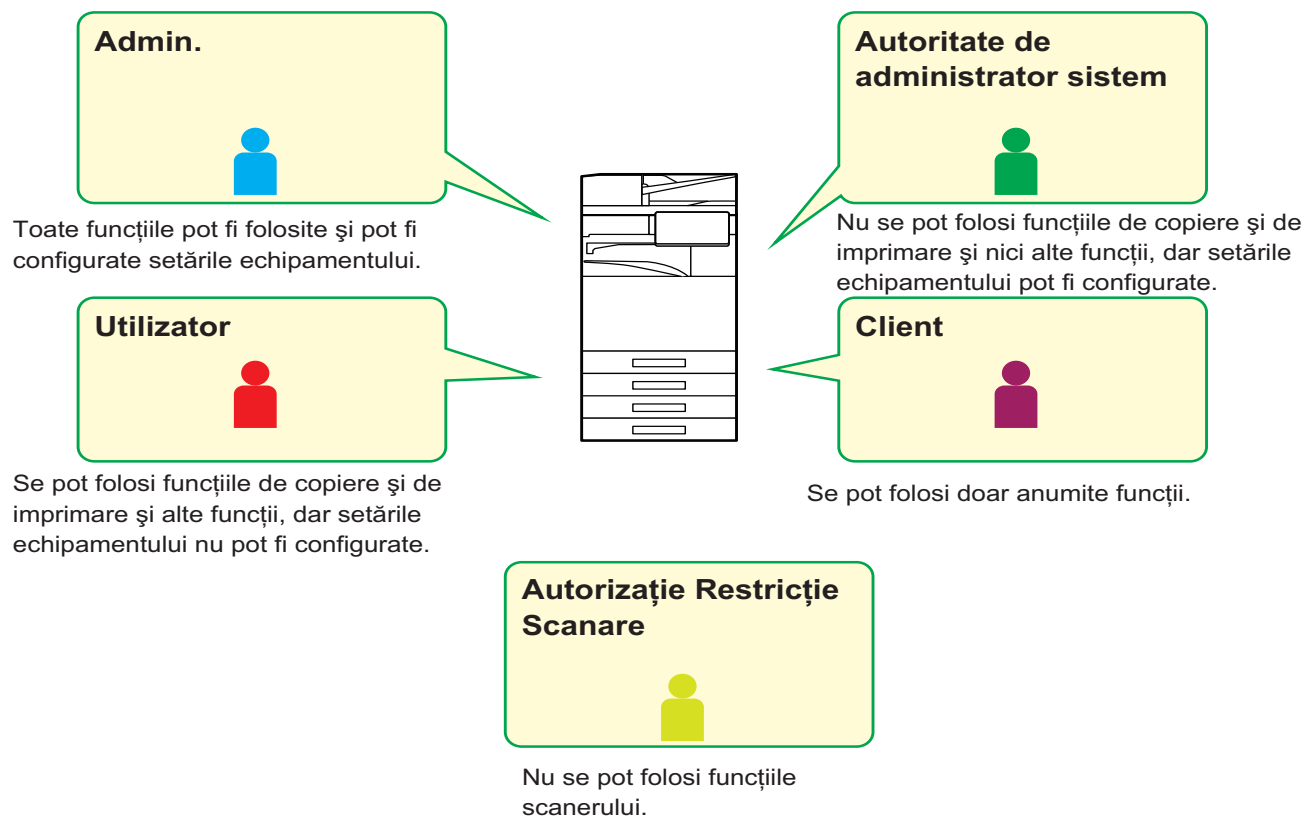 Admin.
Toate funcțiile pot fi folosite şi pot fi
configurate setările echipamentului.
Autoritate de
administrator sistem
Nu se pot folosi funcțiile de copiere şi de
imprimare şi nici alte funcții, dar setările
echipamentului pot fi configurate.
Utilizator
Se pot folosi funcțiile de copiere şi de
imprimare şi alte funcții, dar setările
echipamentului nu pot fi configurate.
Client
Se pot folosi doar anumite funcții.
Autorizație Restricție
Scanare
Nu se pot folosi funcțiile
scanerului.